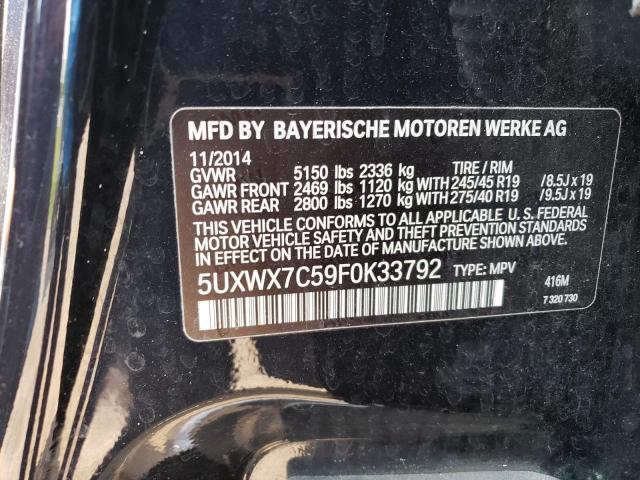 MFD BY BAYERISCHE MOTOREN WERKE AG
11/2014
GVWR 5150 lbs 2336 kg TIRE / RIM
GAWR FRONT 2469 lbs 1120 kg WITH 245/45 R19 /8.5J x 19
GAWR REAR 2800 lbs 1270 kg WITH 275/40 R19 /9.5J x 19
THIS VEHICLE CONFORMS TO ALL APPLICABLE U. S. FEDERAL
MOTOR VEHICLE SAFETY AND THEFT PREVENTION STANDARDS
IN EFFECT ON THE DATE OF MANUFACTURE
SHOWN ABOVE.
5UXWX7C59F0K33792 TYPE: MPV
416M
7 320 730